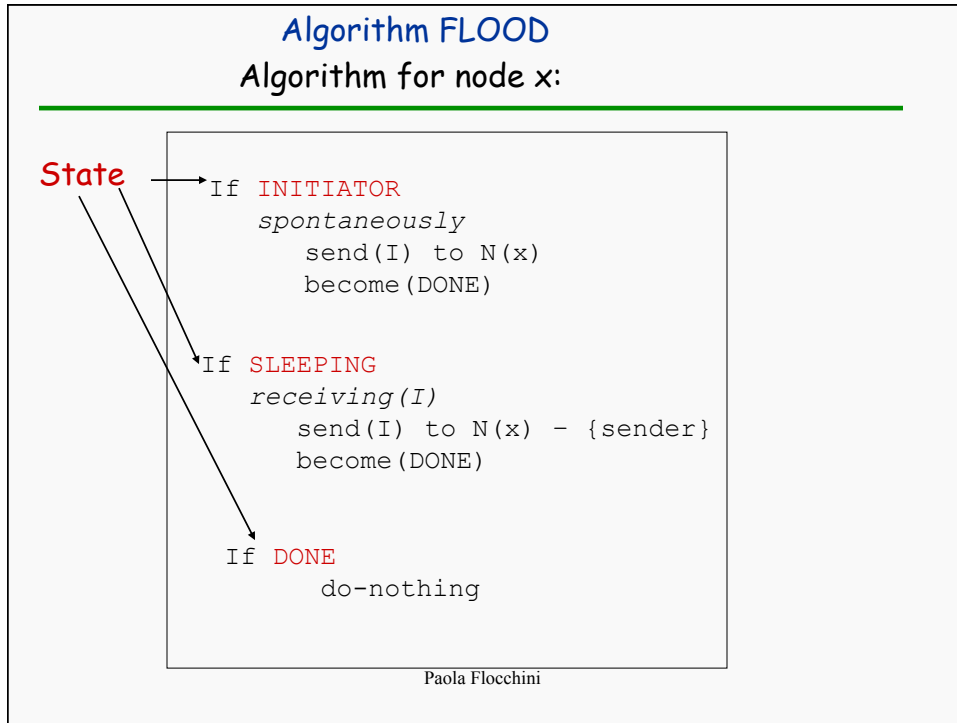 Algorithm FLOOD
Algorithm for node x:
State
If INITIATOR
spontaneously
send(I) to N(x)
become(DONE)
If SLEEPING
receiving(I)
send(I) to N(x) – {sender}
become(DONE)
If DONE
do-nothing
Paola Flocchini